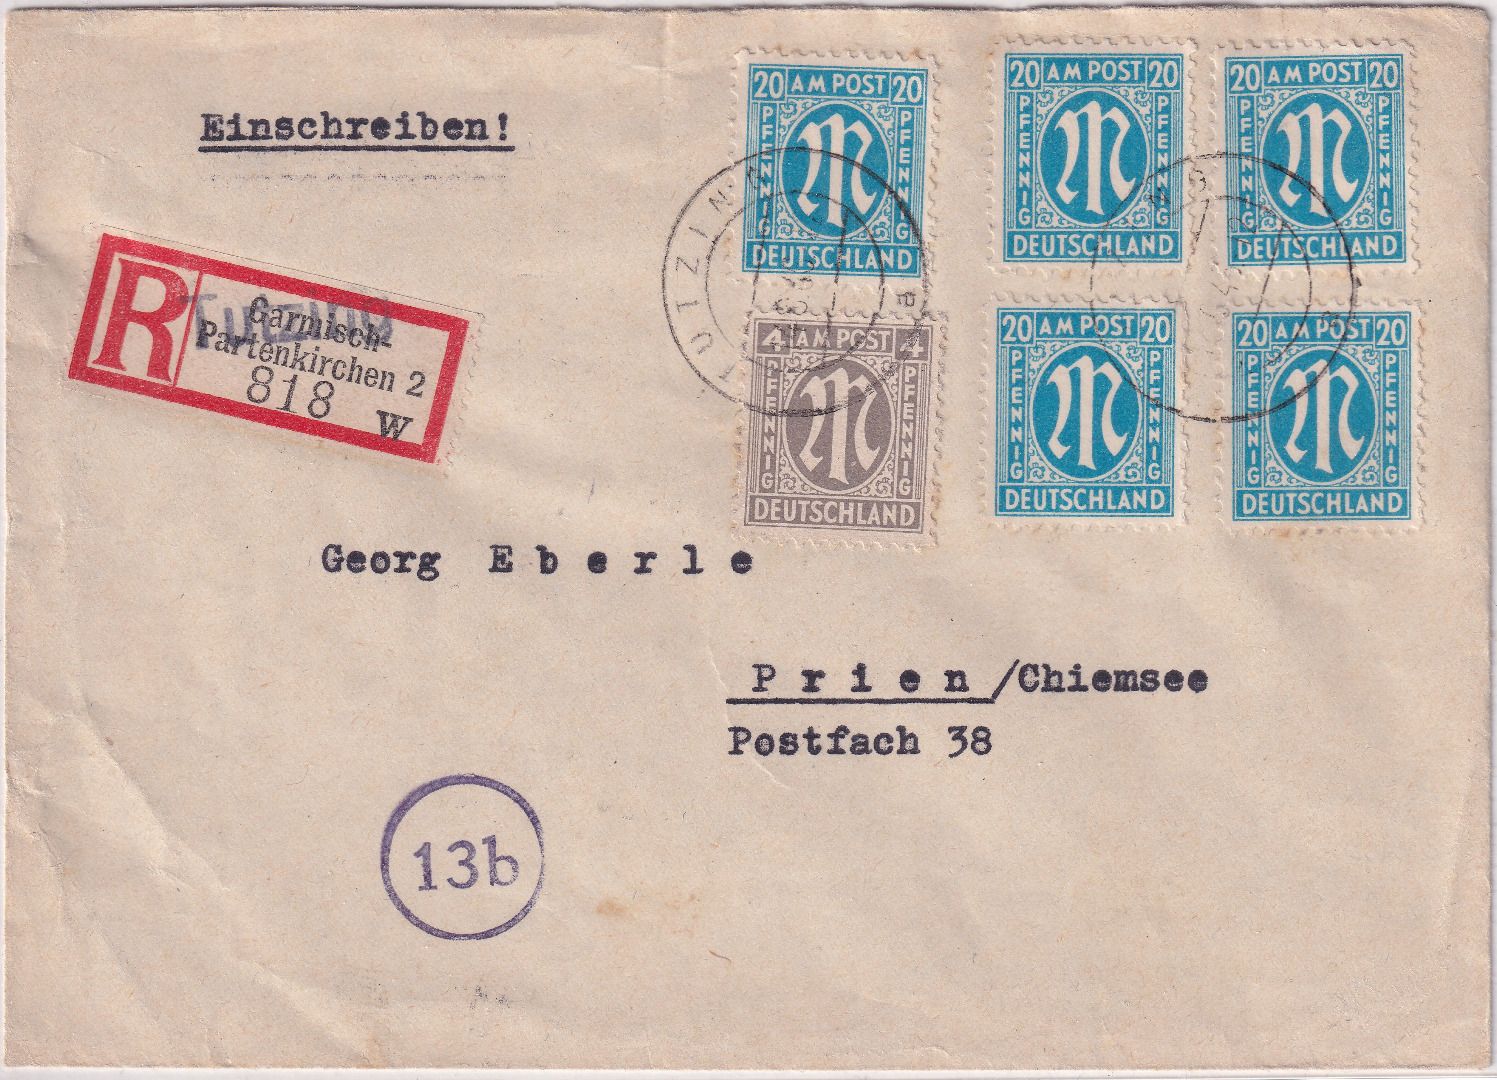 Einschreiben!
20 AM POST 20
PFENNIG
PFENNIG
DEUTSCHLAND
20 AM POST 20
PFENNIG
PFENNIG
DEUTSCHLAND
20 AM POST 20
PFENNIG
PFENNIG
DEUTSCHLAND
4 AM POST 4
PFENNIG
PFENNIG
DEUTSCHLAND
20 AM POST 20
PFENNIG
PFENNIG
DEUTSCHLAND
20 AM POST 20
PFENNIG
PFENNIG
DEUTSCHLAND
TUTZING
R
TUTZING
Garmisch-
Partenkirchen 2
818 W
Georg Eberle
Prien/Chiemsee
Postfach 38
13b